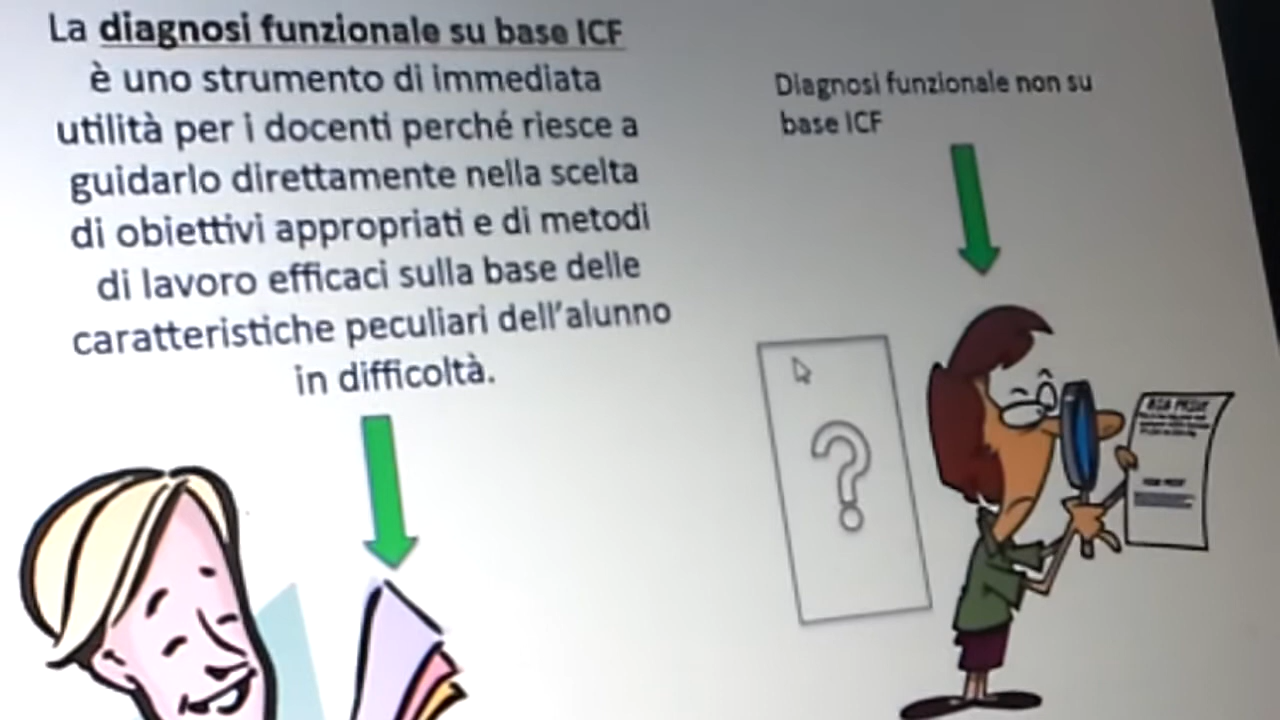 La diagnosi funzionale su base ICF
è uno strumento di immediata
utilità per i docenti perché riesce a
guidarlo direttamente nella scelta
di obiettivi appropriati e di metodi
di lavoro efficaci sulla base delle
caratteristiche peculiari dell'alunno
in difficoltà.
Diagnosi funzionale non su
base ICF
?